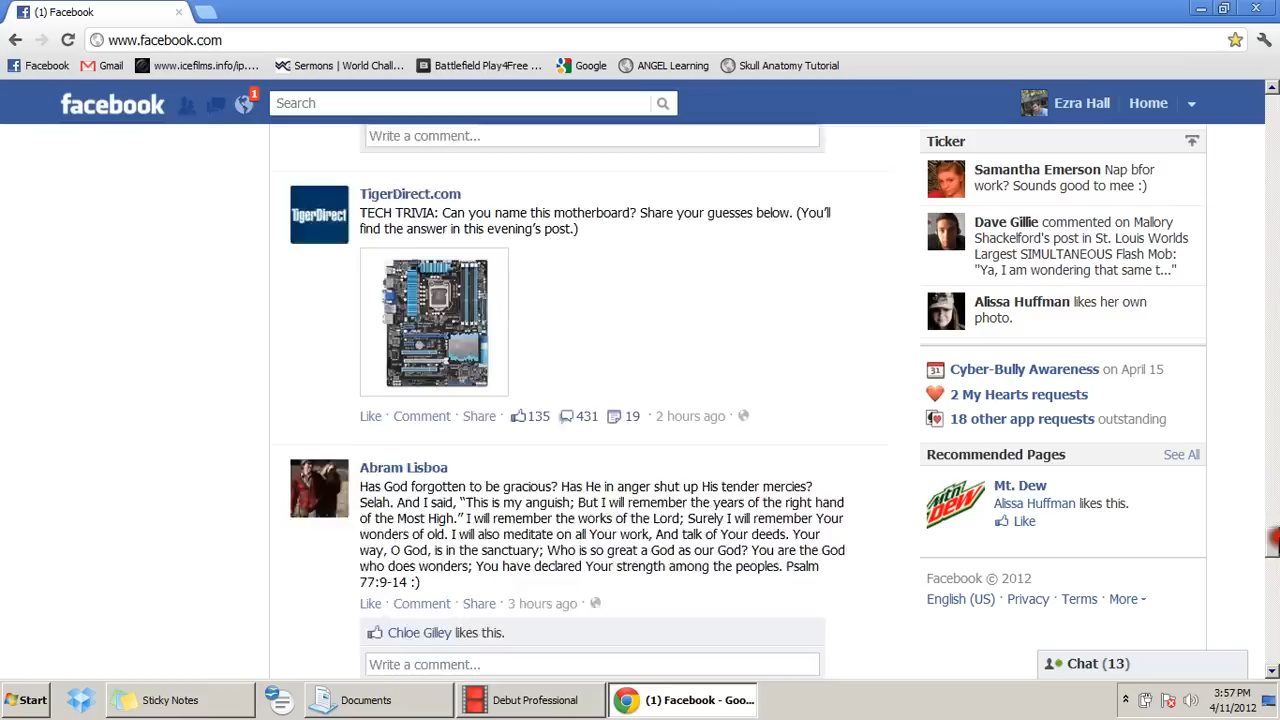 (1) Facebook
www.facebook.com
Facebook Gmail www.icefilms.info/ip.... Sermons | World Chall... Battlefield Play4Free ... Google ANGEL Learning Skull Anatomy Tutorial
facebook 1 Search Ezra Hall Home
Write a comment...
TigerDirect.com
TigerDirect
TECH TRIVIA: Can you name this motherboard? Share your guesses below. (You'll
find the answer in this evening's post.)
Like · Comment · Share · 135 431 19 · 2 hours ago ·
Abram Lisboa
Has God forgotten to be gracious? Has He in anger shut up His tender mercies?
Selah. And I said, "This is my anguish; But I will remember the years of the right hand
of the Most High." I will remember the works of the Lord; Surely I will remember Your
wonders of old. I will also meditate on all Your work, And talk of Your deeds. Your
way, O God, is in the sanctuary; Who is so great a God as our God? You are the God
who does wonders; You have declared Your strength among the peoples. Psalm
77:9-14 :)
Like · Comment · Share · 3 hours ago ·
Chloe Gilley likes this.
Write a comment...
Ticker
Samantha Emerson Nap bfor
work? Sounds good to mee :)
Dave Gillie commented on Mallory
Shackelford's post in St. Louis Worlds
Largest SIMULTANEOUS Flash Mob:
"Ya, I am wondering that same t..."
Alissa Huffman likes her own
photo.
31 Cyber-Bully Awareness on April 15
2 My Hearts requests
18 other app requests outstanding
Recommended Pages See All
Mtn DEW
Mt. Dew
Alissa Huffman likes this.
Like
Facebook © 2012
English (US) · Privacy · Terms · More
Chat (13)
Start Sticky Notes Documents Debut Professional (1) Facebook - Goo... 3:57 PM
4/11/2012